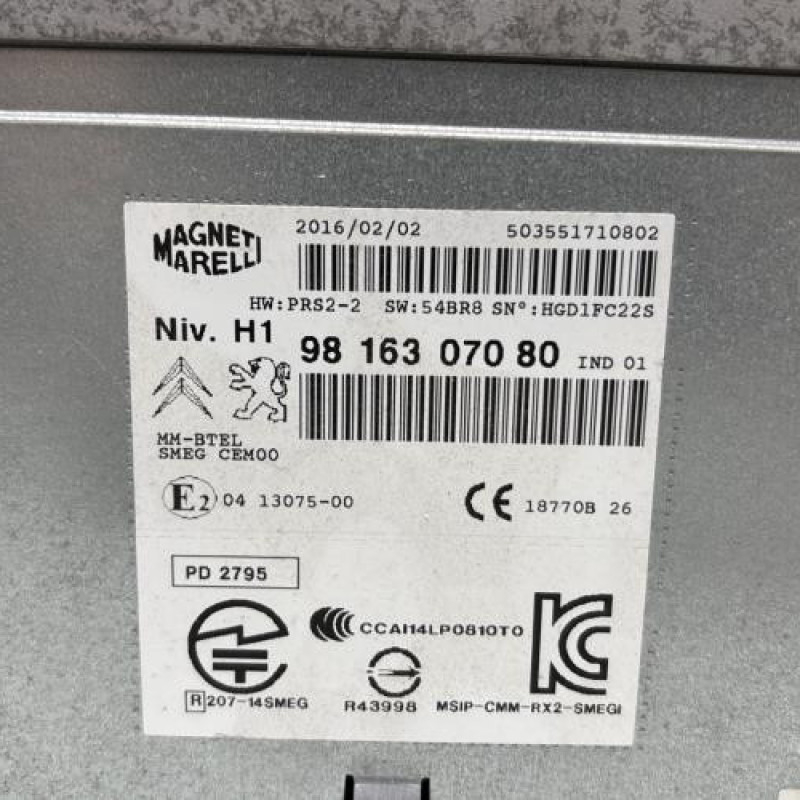 MAGNETI
MARELLI
2016/02/02 503551710802
HW:PRS2-2 SW:54BR8 SN°:HGD1FC22S
Niv. H1
98 163 070 80 IND 01
MM-BTEL
SMEG CEM00
E2 04 13075-00
CE 18770B 26
PD 2795
CCAI14LP0810T0
R 207-14SMEG
R43998
KC
MSIP-CMM-RX2-SMEGI